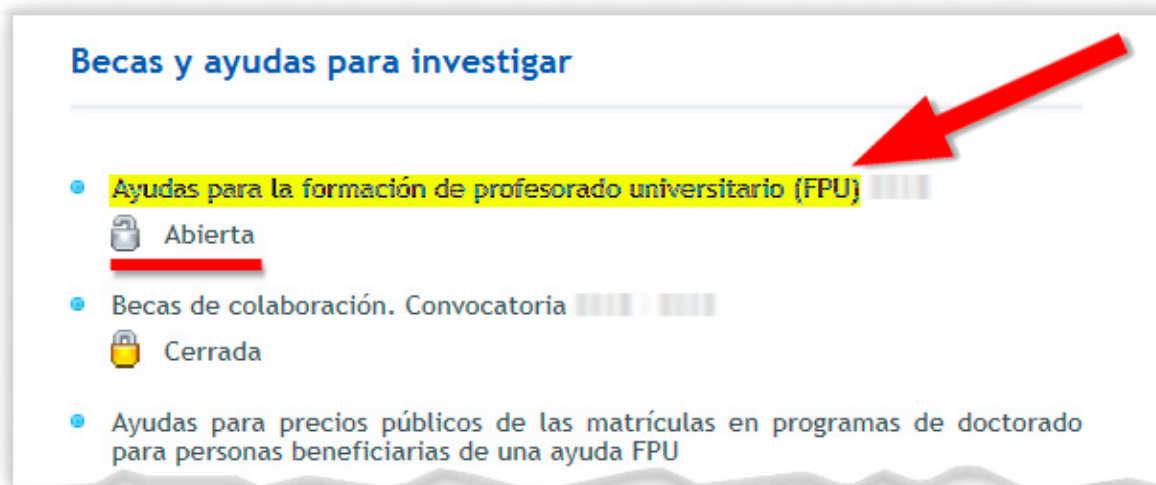 Becas y ayudas para investigar
Ayudas para la formación de profesorado universitario (FPU)
Abierta
Becas de colaboración. Convocatoria
Cerrada
Ayudas para precios públicos de las matrículas en programas de doctorado
para personas beneficiarias de una ayuda FPU